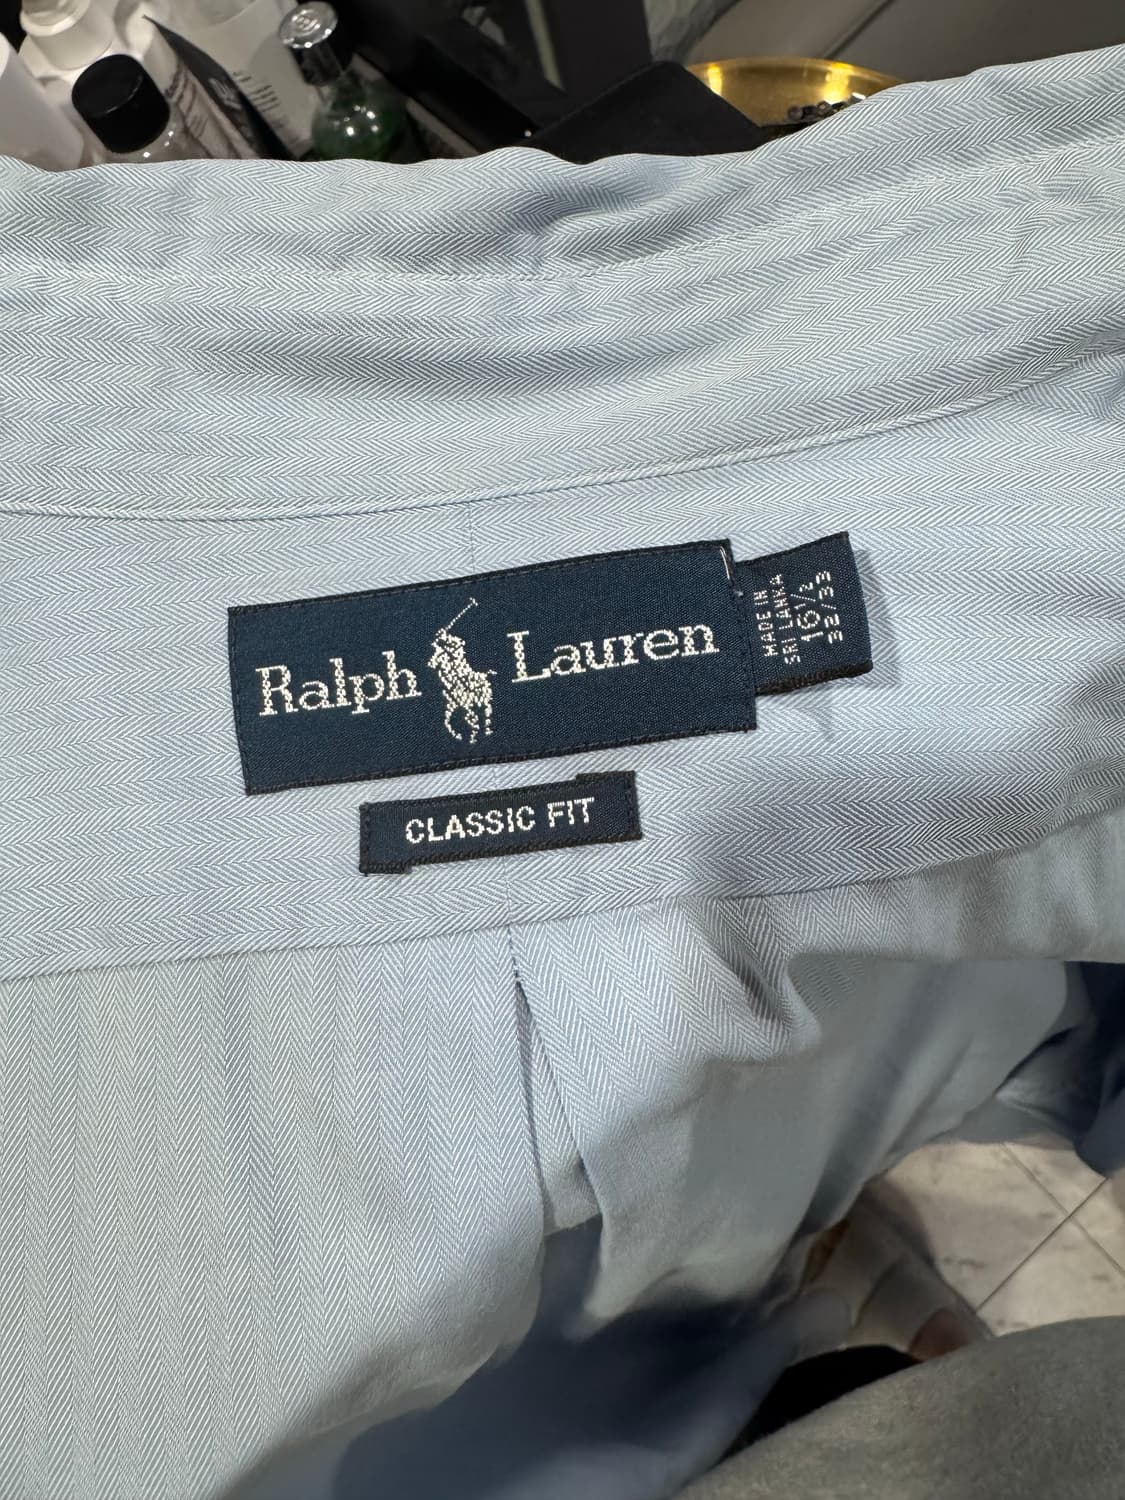 Ralph Lauren
MADE IN
SRI LANKA
16 1/2
32/33
CLASSIC FIT